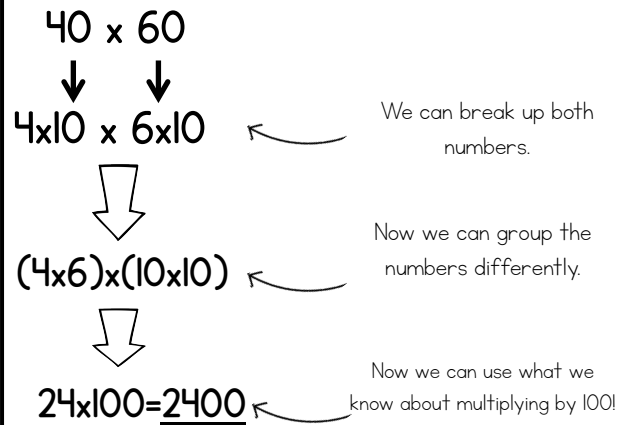 40 x 60
4x10 x 6x10
We can break up both
numbers.
Now we can group the
numbers differently.
(4x6)x(10x10)
Now we can use what we
know about multiplying by 100!
24x100=2400